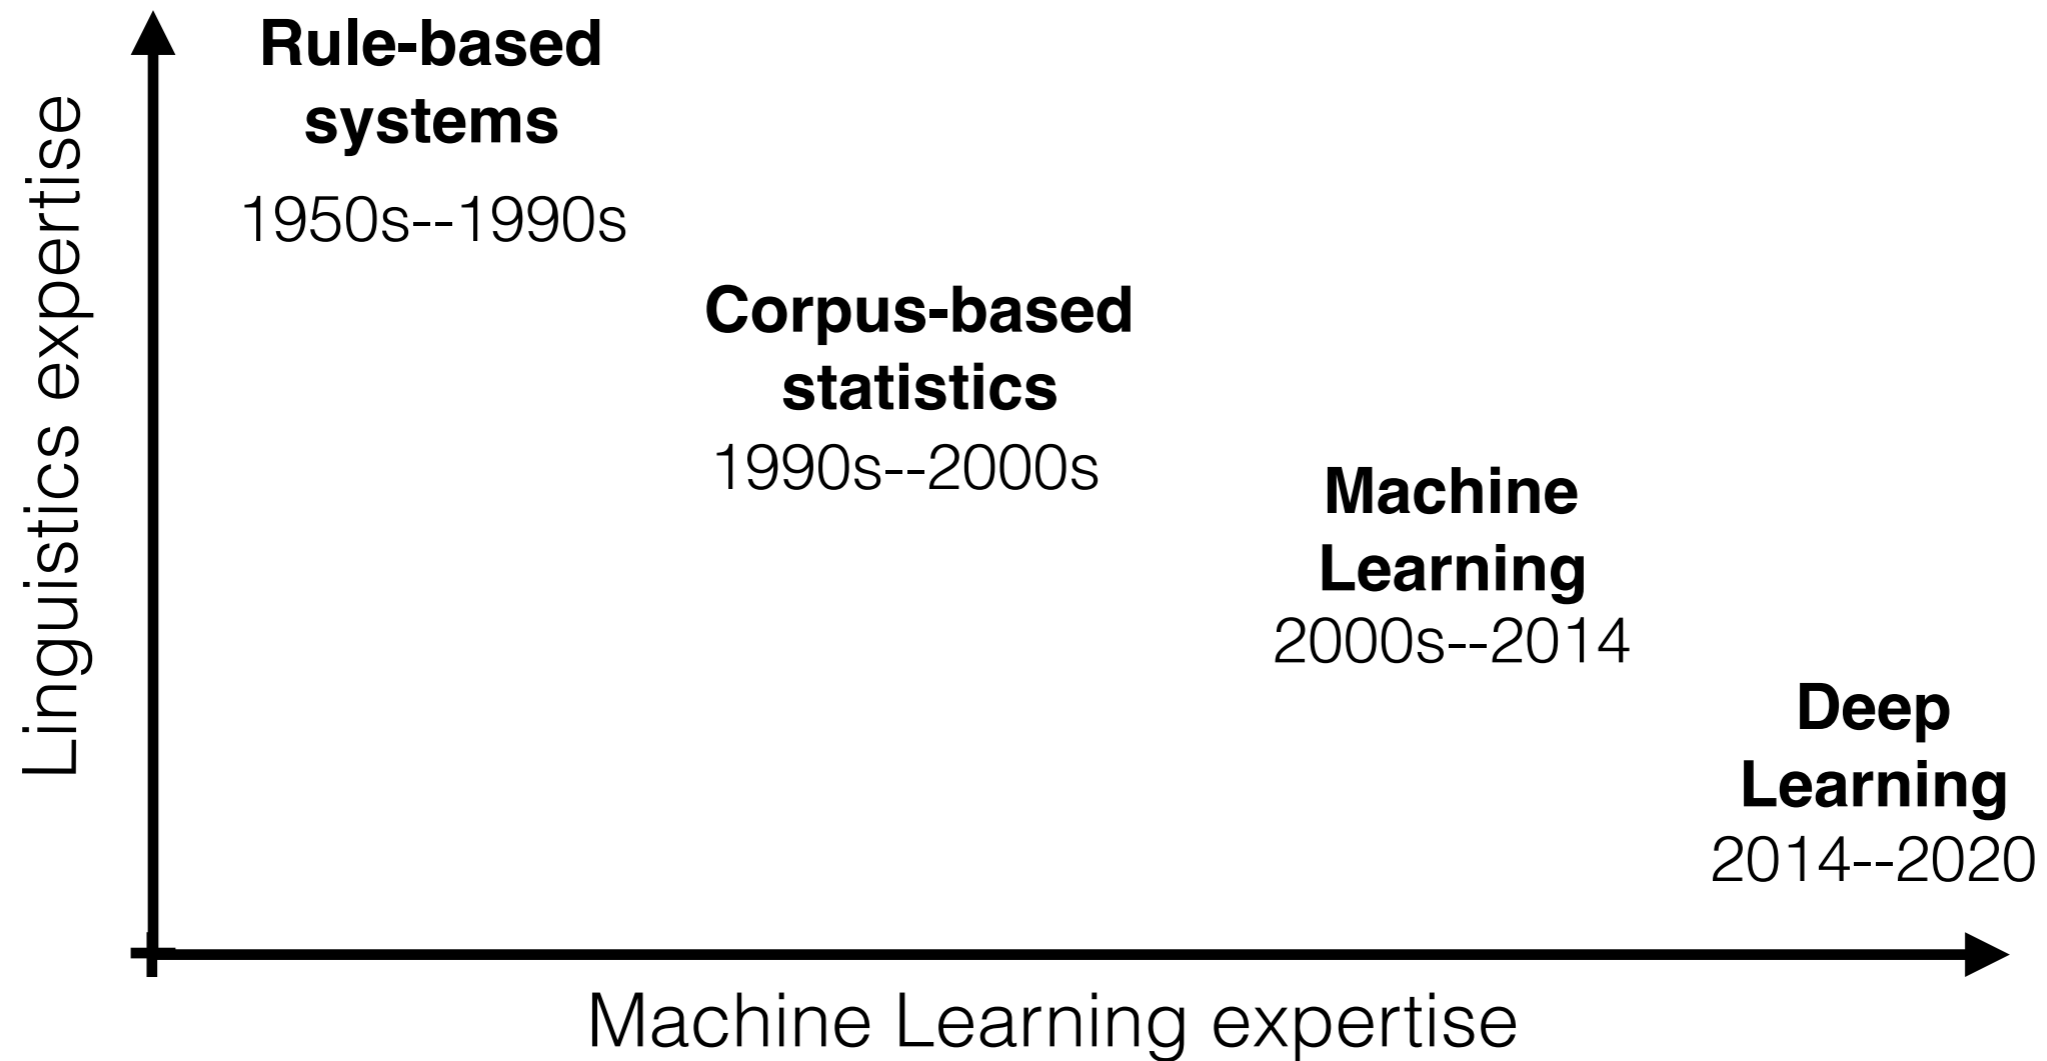 Rule-based
systems
1950s--1990s
Corpus-based
statistics
1990s--2000s
Machine
Learning
2000s--2014
Deep
Learning
2014--2020
Linguistics expertise
Machine Learning expertise